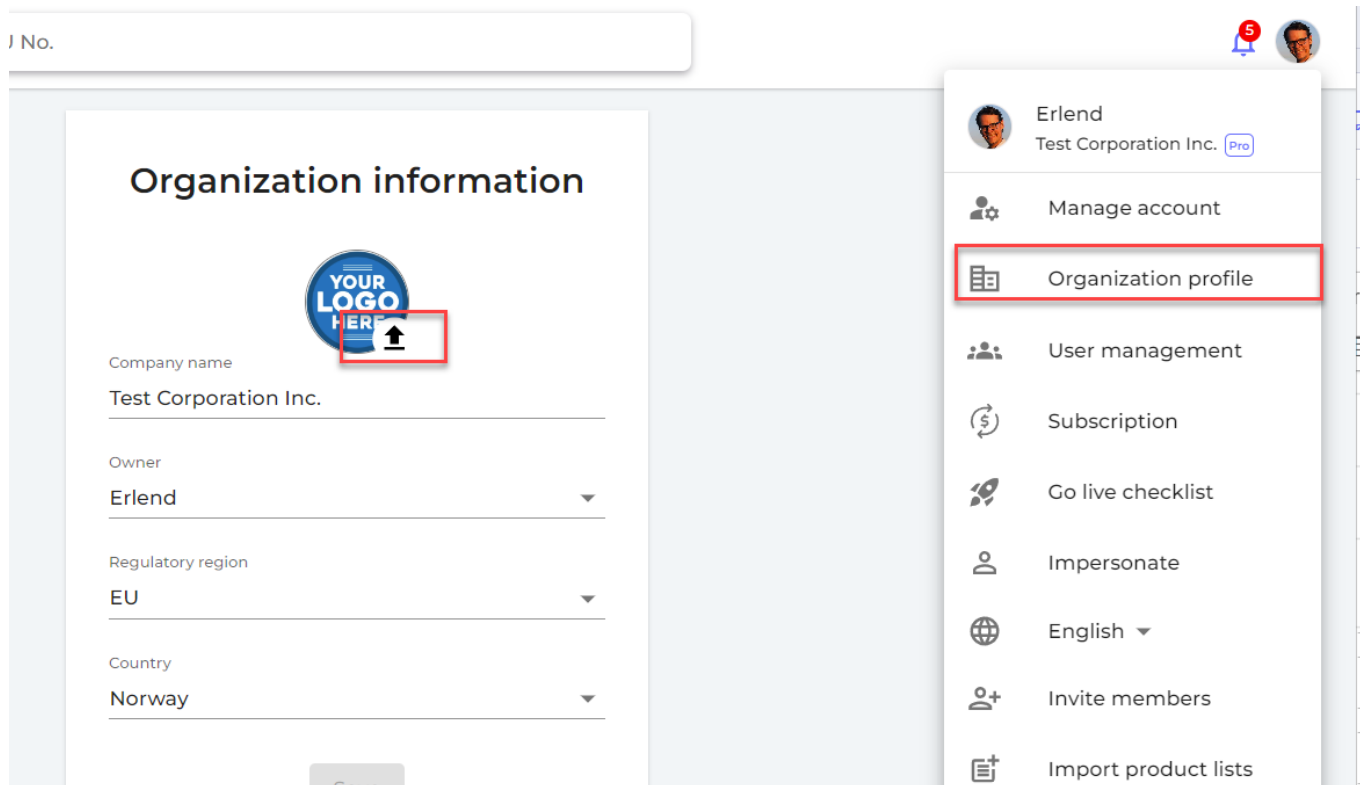 No.
5
Erlend
Test Corporation Inc. Pro
Organization information
YOUR
LOGO
HERE
Company name
Test Corporation Inc.
Owner
Erlend
Regulatory region
EU
Country
Norway
Manage account
Organization profile
User management
Subscription
Go live checklist
Impersonate
English
Invite members
Import product lists